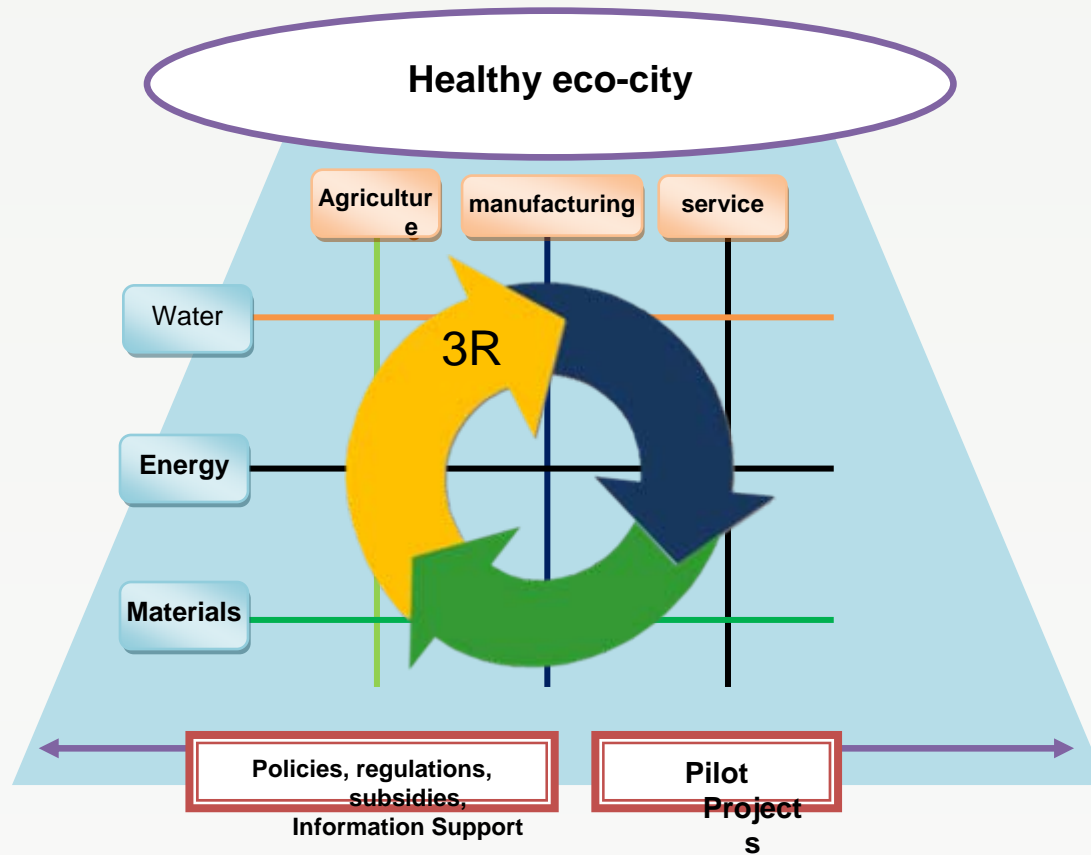 Healthy eco-city
Agricultur
e
manufacturing
service
Water
3R
Energy
Materials
Policies, regulations,
subsidies,
Information Support
Pilot
Project
s